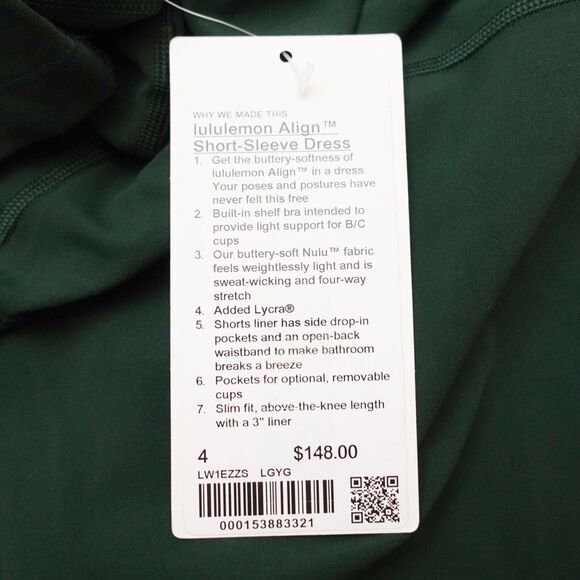 WHY WE MADE THIS
lululemon Align™
Short-Sleeve Dress
1. Get the buttery-softness of
lululemon Align™ in a dress.
Your poses and postures have
never felt this free
2. Built-in shelf bra intended to
provide light support for B/C
cups
3. Our buttery-soft Nulu™ fabric
feels weightlessly light and is
sweat-wicking and four-way
stretch
4. Added Lycra®
5. Shorts liner has side drop-in
pockets and an open-back
waistband to make bathroom
breaks a breeze
6. Pockets for optional, removable
cups
7. Slim fit, above-the-knee length
with a 3" liner
4 $148.00
LW1EZZS LGYG
000153883321